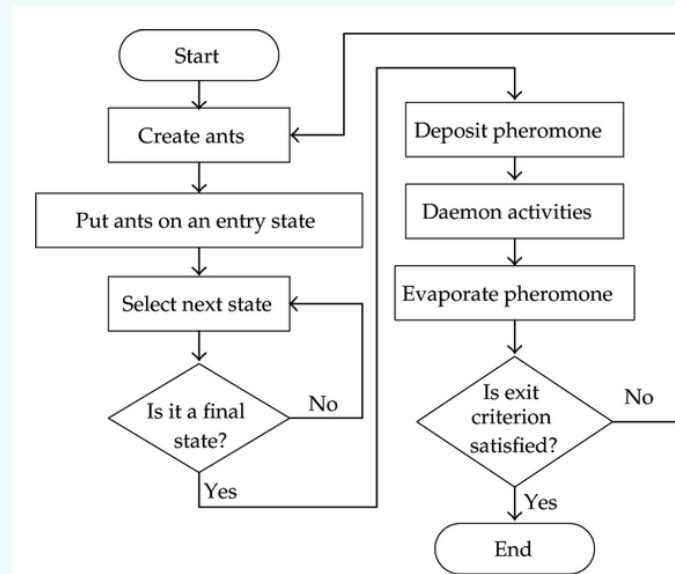 Start
Create ants
Put ants on an entry state
Select next state
Is it a final
state?
No
Yes
Deposit pheromone
Daemon activities
Evaporate pheromone
Is exit
criterion
satisfied?
No
Yes
End